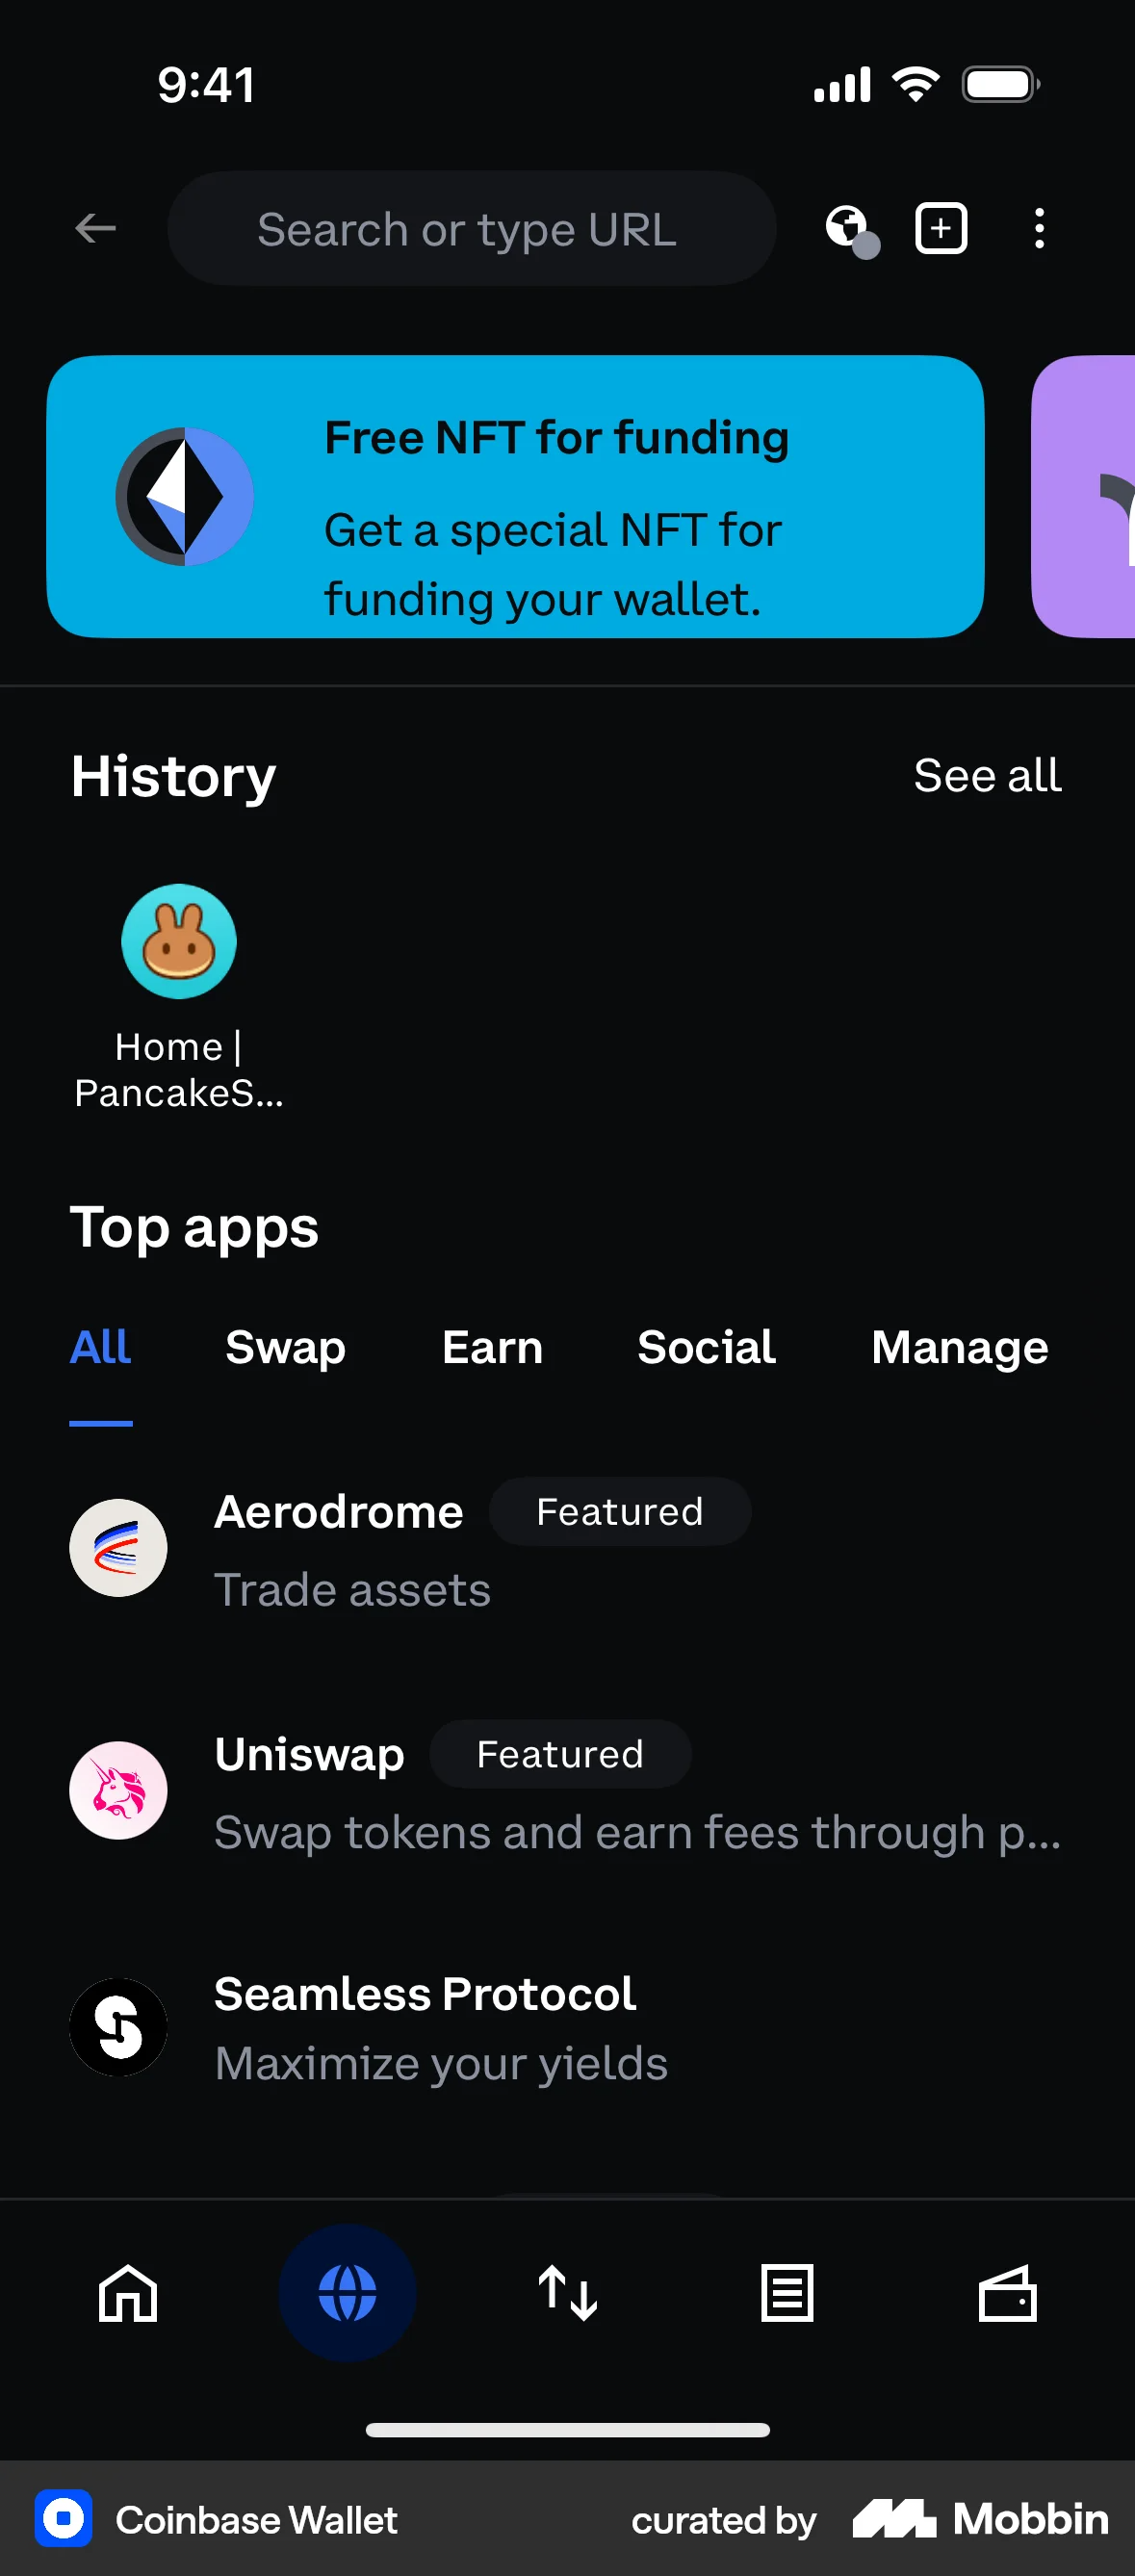 9:41
Search or type URL
Free NFT for funding
Get a special NFT for
funding your wallet.
History
See all
Home |
PancakeS...
Top apps
All Swap Earn Social Manage
Aerodrome Featured
Trade assets
Uniswap Featured
Swap tokens and earn fees through p...
Seamless Protocol
Maximize your yields
Coinbase Wallet
curated by Mobbin